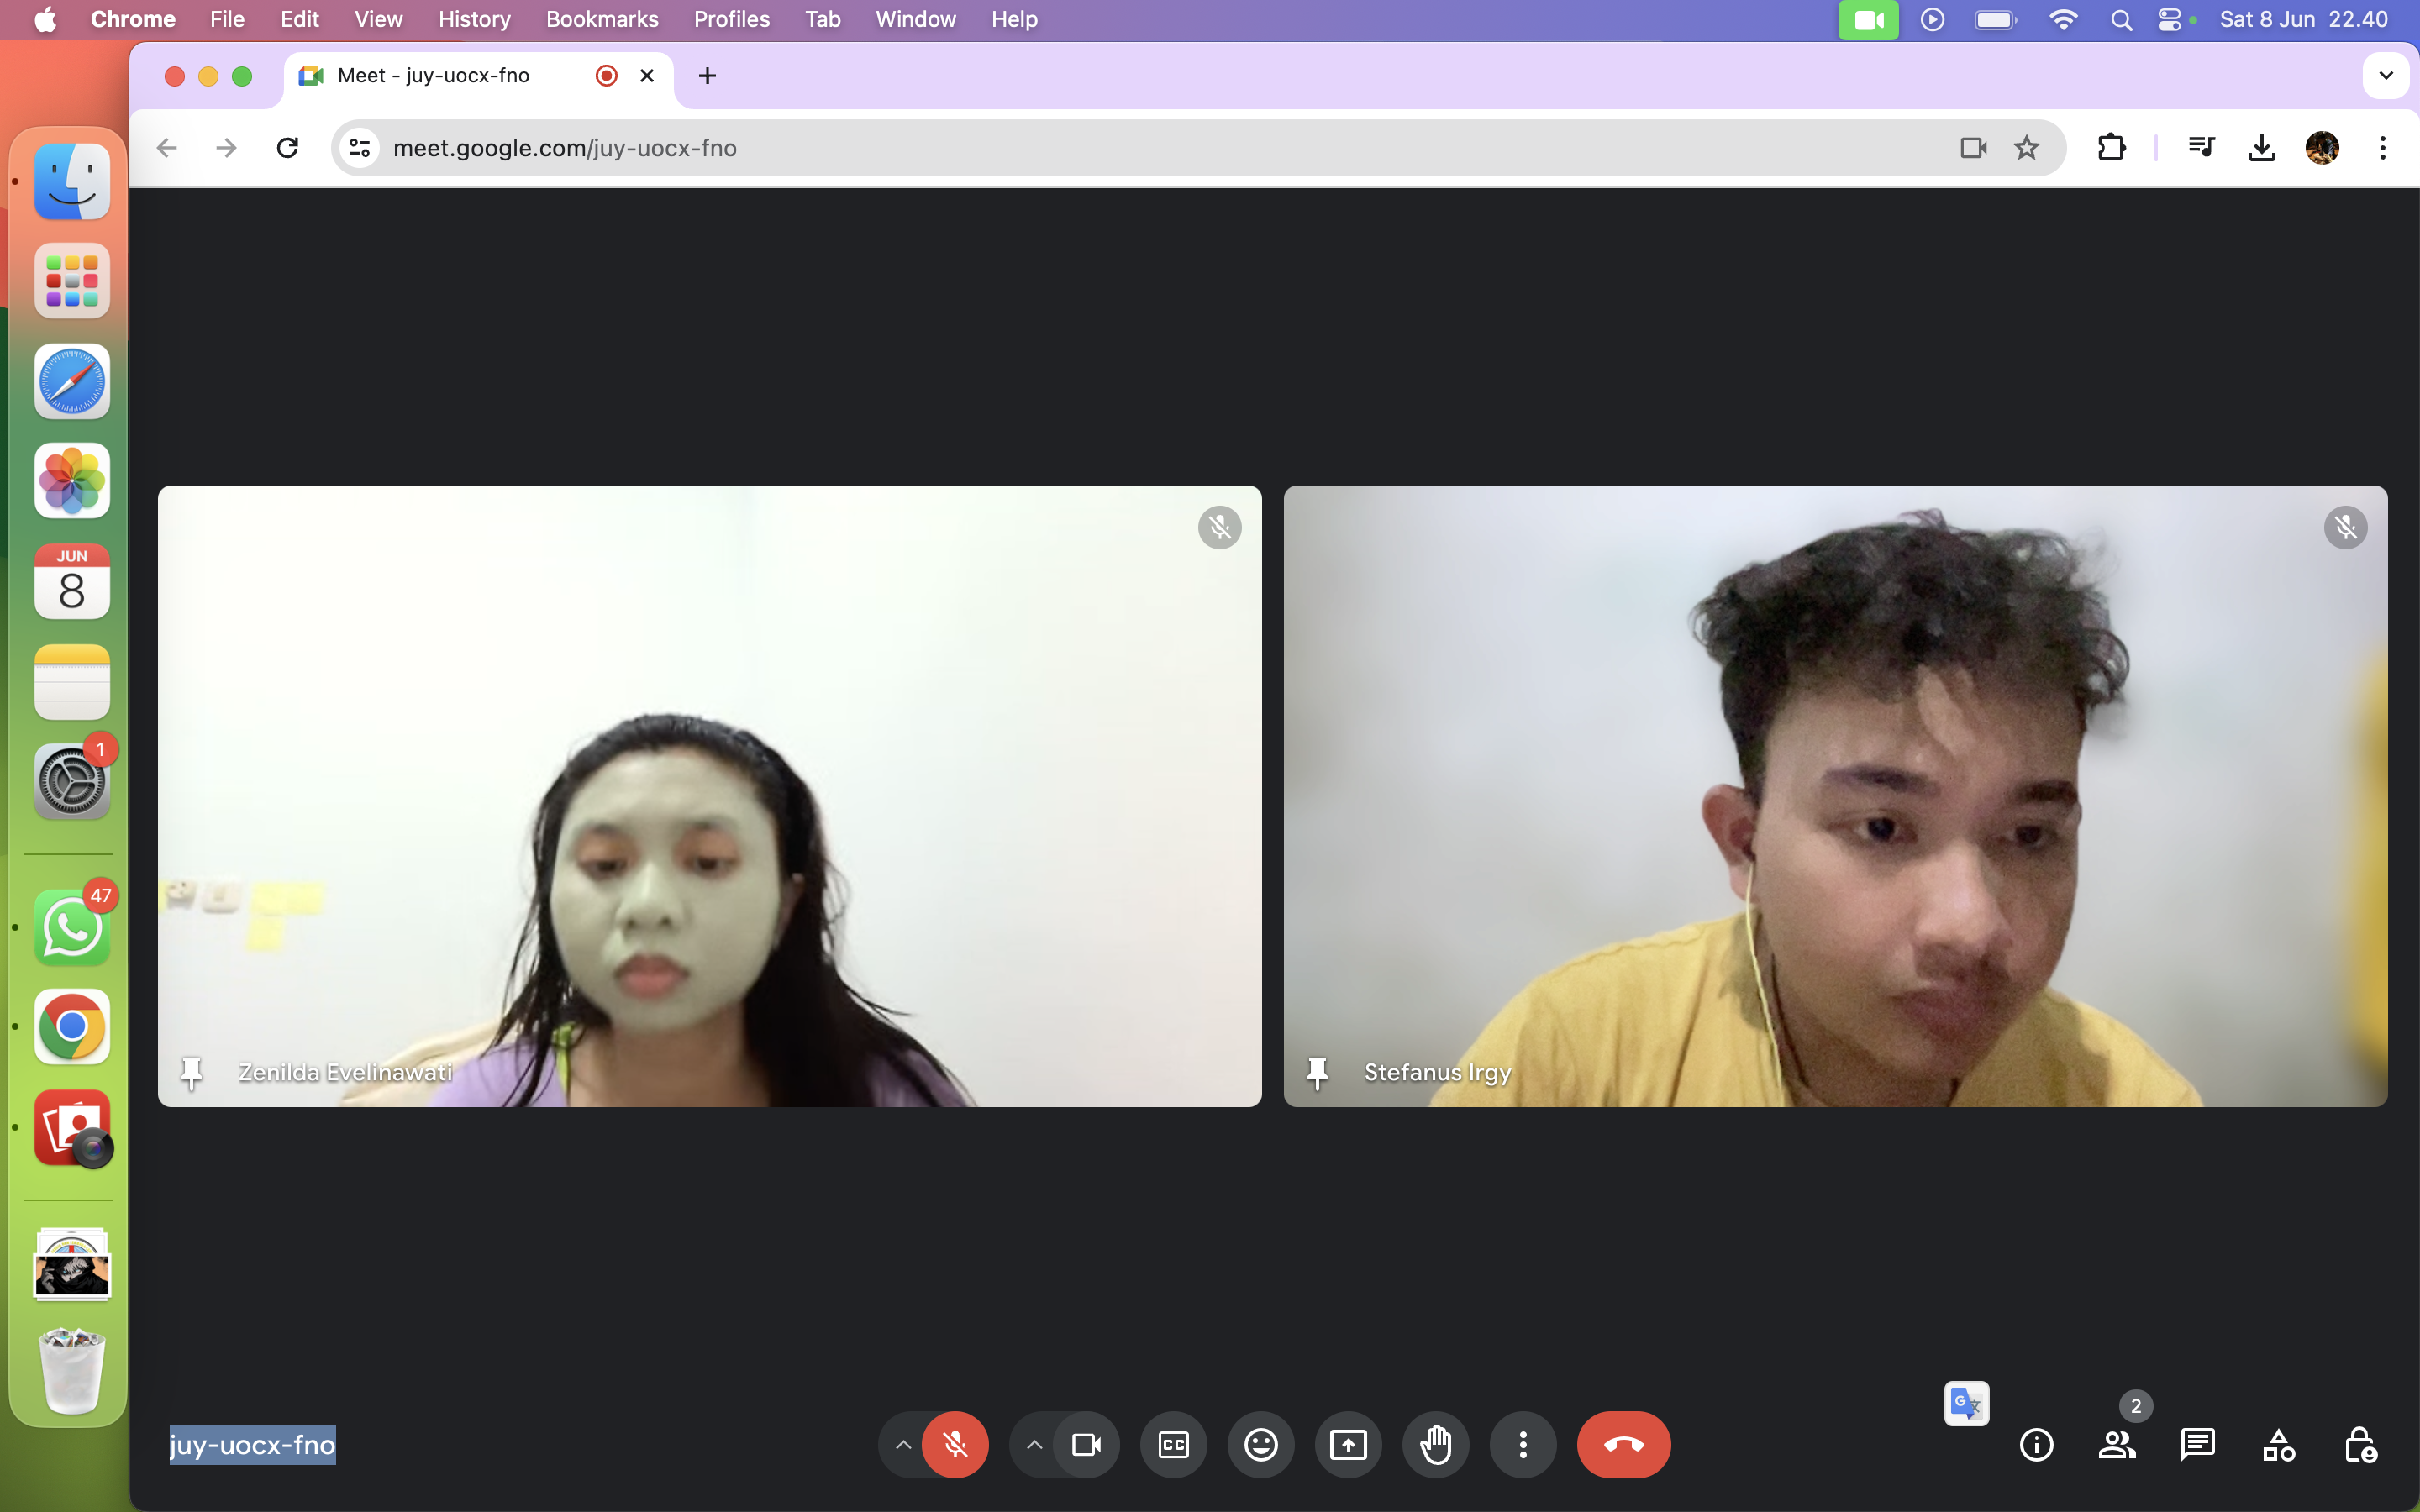 Chrome File Edit View History Bookmarks Profiles Tab Window Help Sat 8 Jun 22.40
Meet - juy-uocx-fno
meet.google.com/juy-uocx-fno
JUN
8
1
47
Zenilda Evelinawati
Stefanus Irgy
juy-uocx-fno
CC
G
2